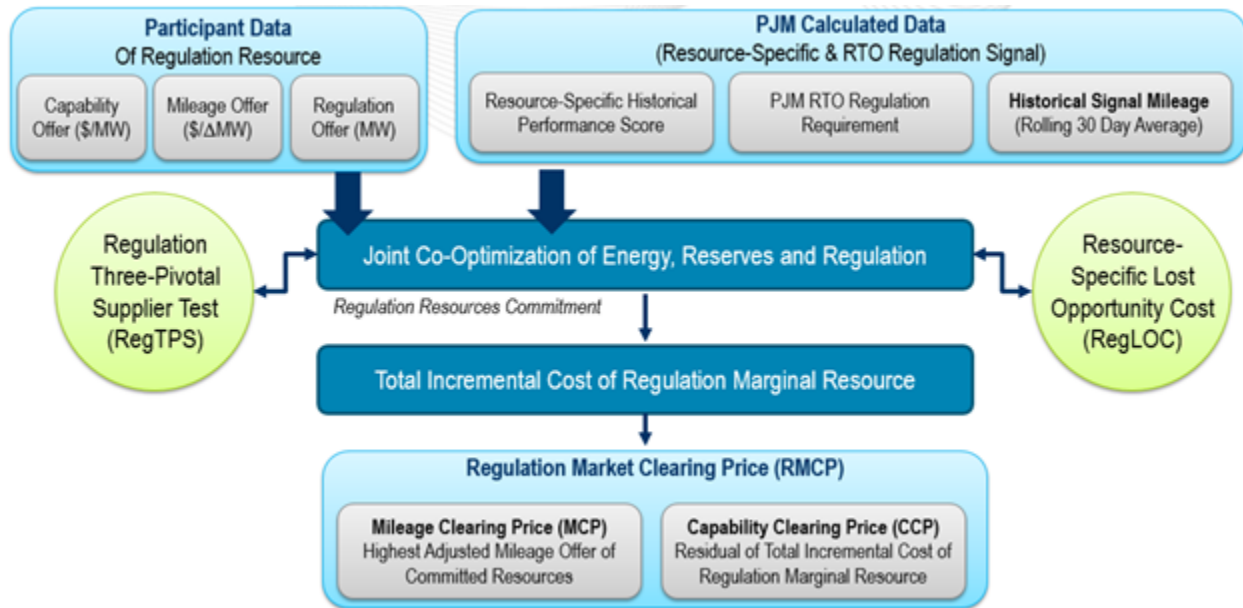 Participant Data
Of Regulation Resource
Capability
Offer ($/MW)
Mileage Offer
($/ΔMW)
Regulation
Offer (MW)
PJM Calculated Data
(Resource-Specific & RTO Regulation Signal)
Resource-Specific Historical
Performance Score
PJM RTO Regulation
Requirement
Historical Signal Mileage
(Rolling 30 Day Average)
Regulation
Three-Pivotal
Supplier Test
(RegTPS)
Joint Co-Optimization of Energy, Reserves and Regulation
Resource-
Specific Lost
Opportunity Cost
(RegLOC)
Regulation Resources Commitment
Total Incremental Cost of Regulation Marginal Resource
Regulation Market Clearing Price (RMCP)
Mileage Clearing Price (MCP)
Highest Adjusted Mileage Offer of
Committed Resources
Capability Clearing Price (CCP)
Residual of Total Incremental Cost of
Regulation Marginal Resource